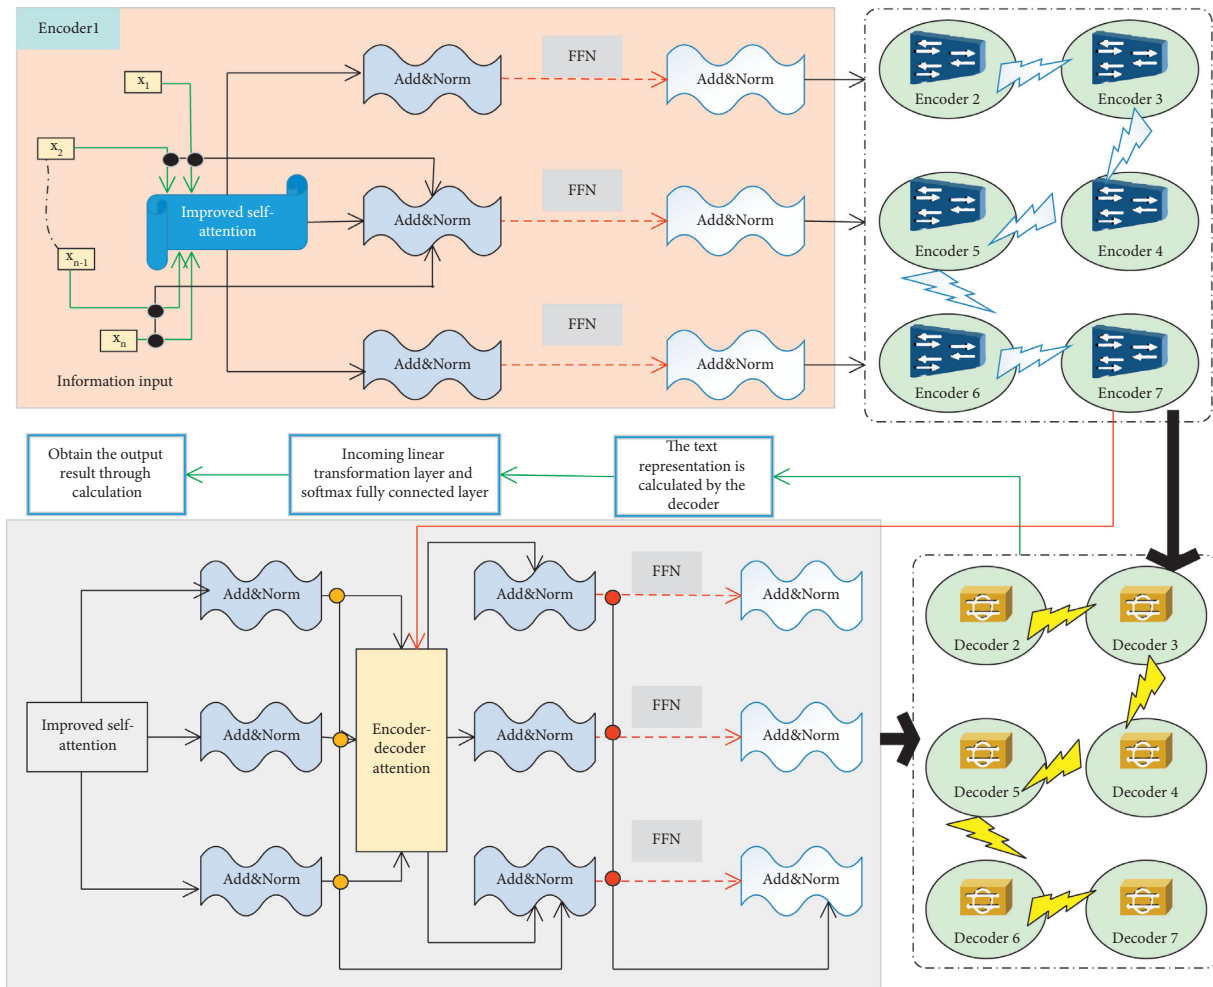 Encoder1
x1
x2
xn-1
xn
Information input
Improved self-
attention
Add&Norm
FFN
Add&Norm
Add&Norm
FFN
Add&Norm
Add&Norm
FFN
Add&Norm
Encoder 2
Encoder 3
Encoder 5
Encoder 4
Encoder 6
Encoder 7
Obtain the output
result through
calculation
Incoming linear
transformation layer and
softmax fully connected layer
The text
representation is
calculated by the
decoder
Improved self-
attention
Add&Norm
Add&Norm
Add&Norm
Encoder-
decoder
attention
Add&Norm
FFN
Add&Norm
Add&Norm
FFN
Add&Norm
Add&Norm
FFN
Add&Norm
Decoder 2
Decoder 3
Decoder 5
Decoder 4
Decoder 6
Decoder 7